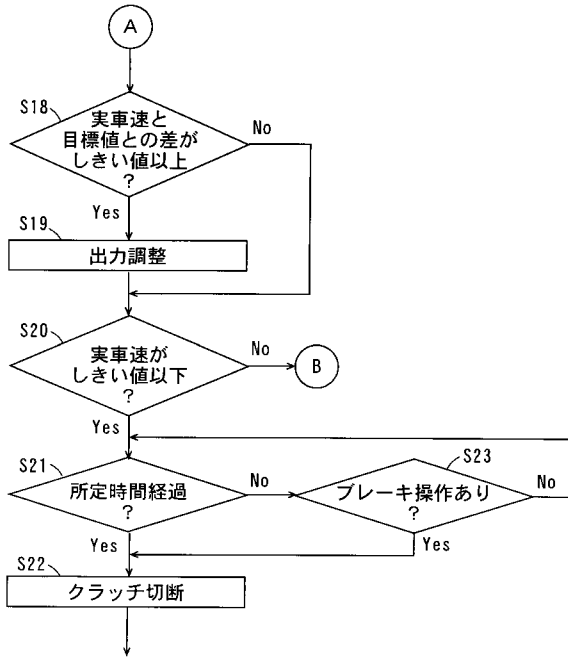 A
S18
実車速と
目標値との差が
しきい値以上
?
No
Yes
S19
出力調整
S20
実車速が
しきい値以下
?
No
B
Yes
S21
所定時間経過
?
No
S23
ブレーキ操作あり
?
No
Yes
Yes
S22
クラッチ切断